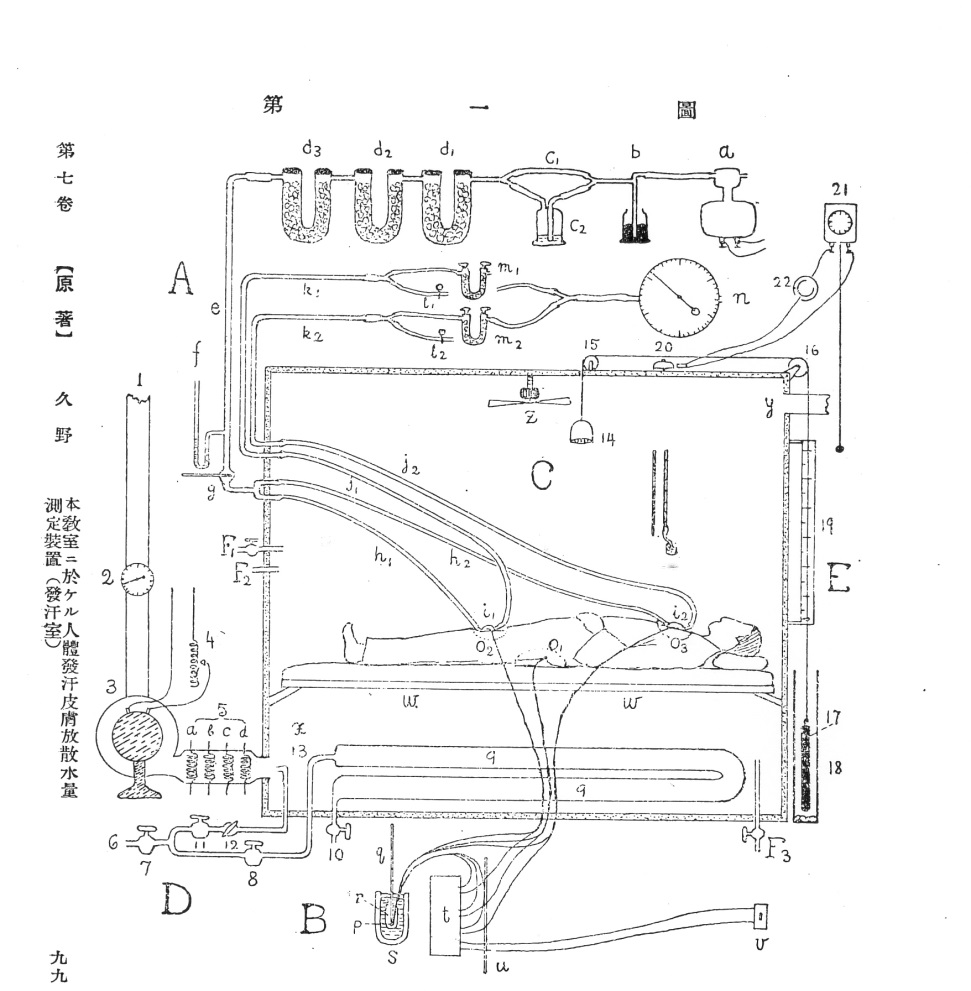 第一圖
第七卷
【原著】
久野
本教室ニ於ケル人體發汗皮膚放散水量
測定裝置(發汗室)
九九
d3 d2 d1 C1 b a
C2
21
A
e
k1 l1 m1
n
22
k2 l2 m2
f
1
15 20 16
z
14
y
C
g
j1 j2
19
F1
F2
h1 h2
2
E
i1 i2
O2 O1 O3
4
3
5
w w
a b c d
13
17
q
18
q
6 7 11 12 8 10
F3
D
B
q
r
p
s
t
u
v